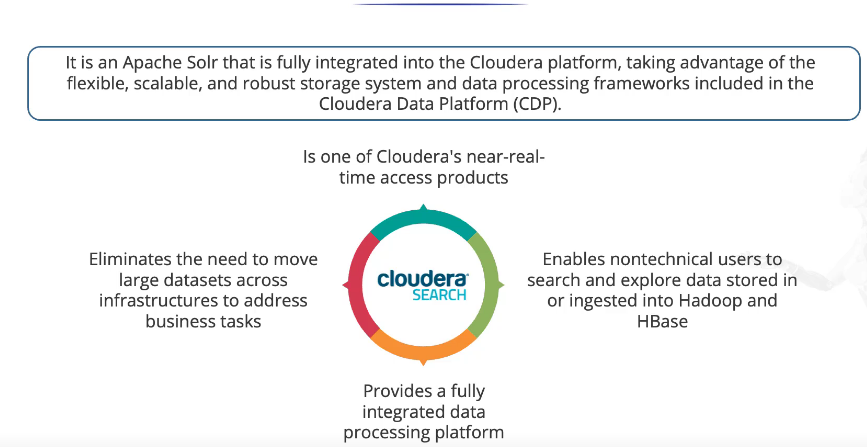 It is an Apache Solr that is fully integrated into the Cloudera platform, taking advantage of the
flexible, scalable, and robust storage system and data processing frameworks included in the
Cloudera Data Platform (CDP).
Is one of Cloudera's near-real-
time access products
Eliminates the need to move
large datasets across
infrastructures to address
business tasks
cloudera
SEARCH
Enables nontechnical users to
search and explore data stored in
or ingested into Hadoop and
HBase
Provides a fully
integrated data
processing platform